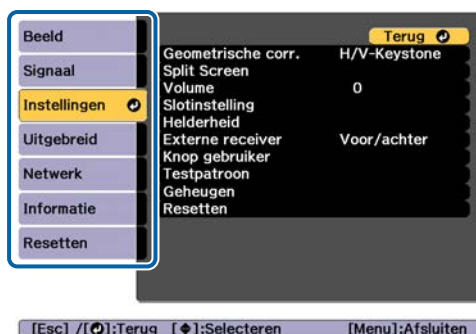 Beeld
Signaal
Instellingen
Uitgebreid
Netwerk
Informatie
Resetten
Terug
Geometrische corr. H/V-Keystone
Split Screen
Volume 0
Slotinstelling
Helderheid
Externe receiver Voor/achter
Knop gebruiker
Testpatroon
Geheugen
Resetten
[Esc] /[⏎]:Terug [◆]:Selecteren [Menu]:Afsluiten